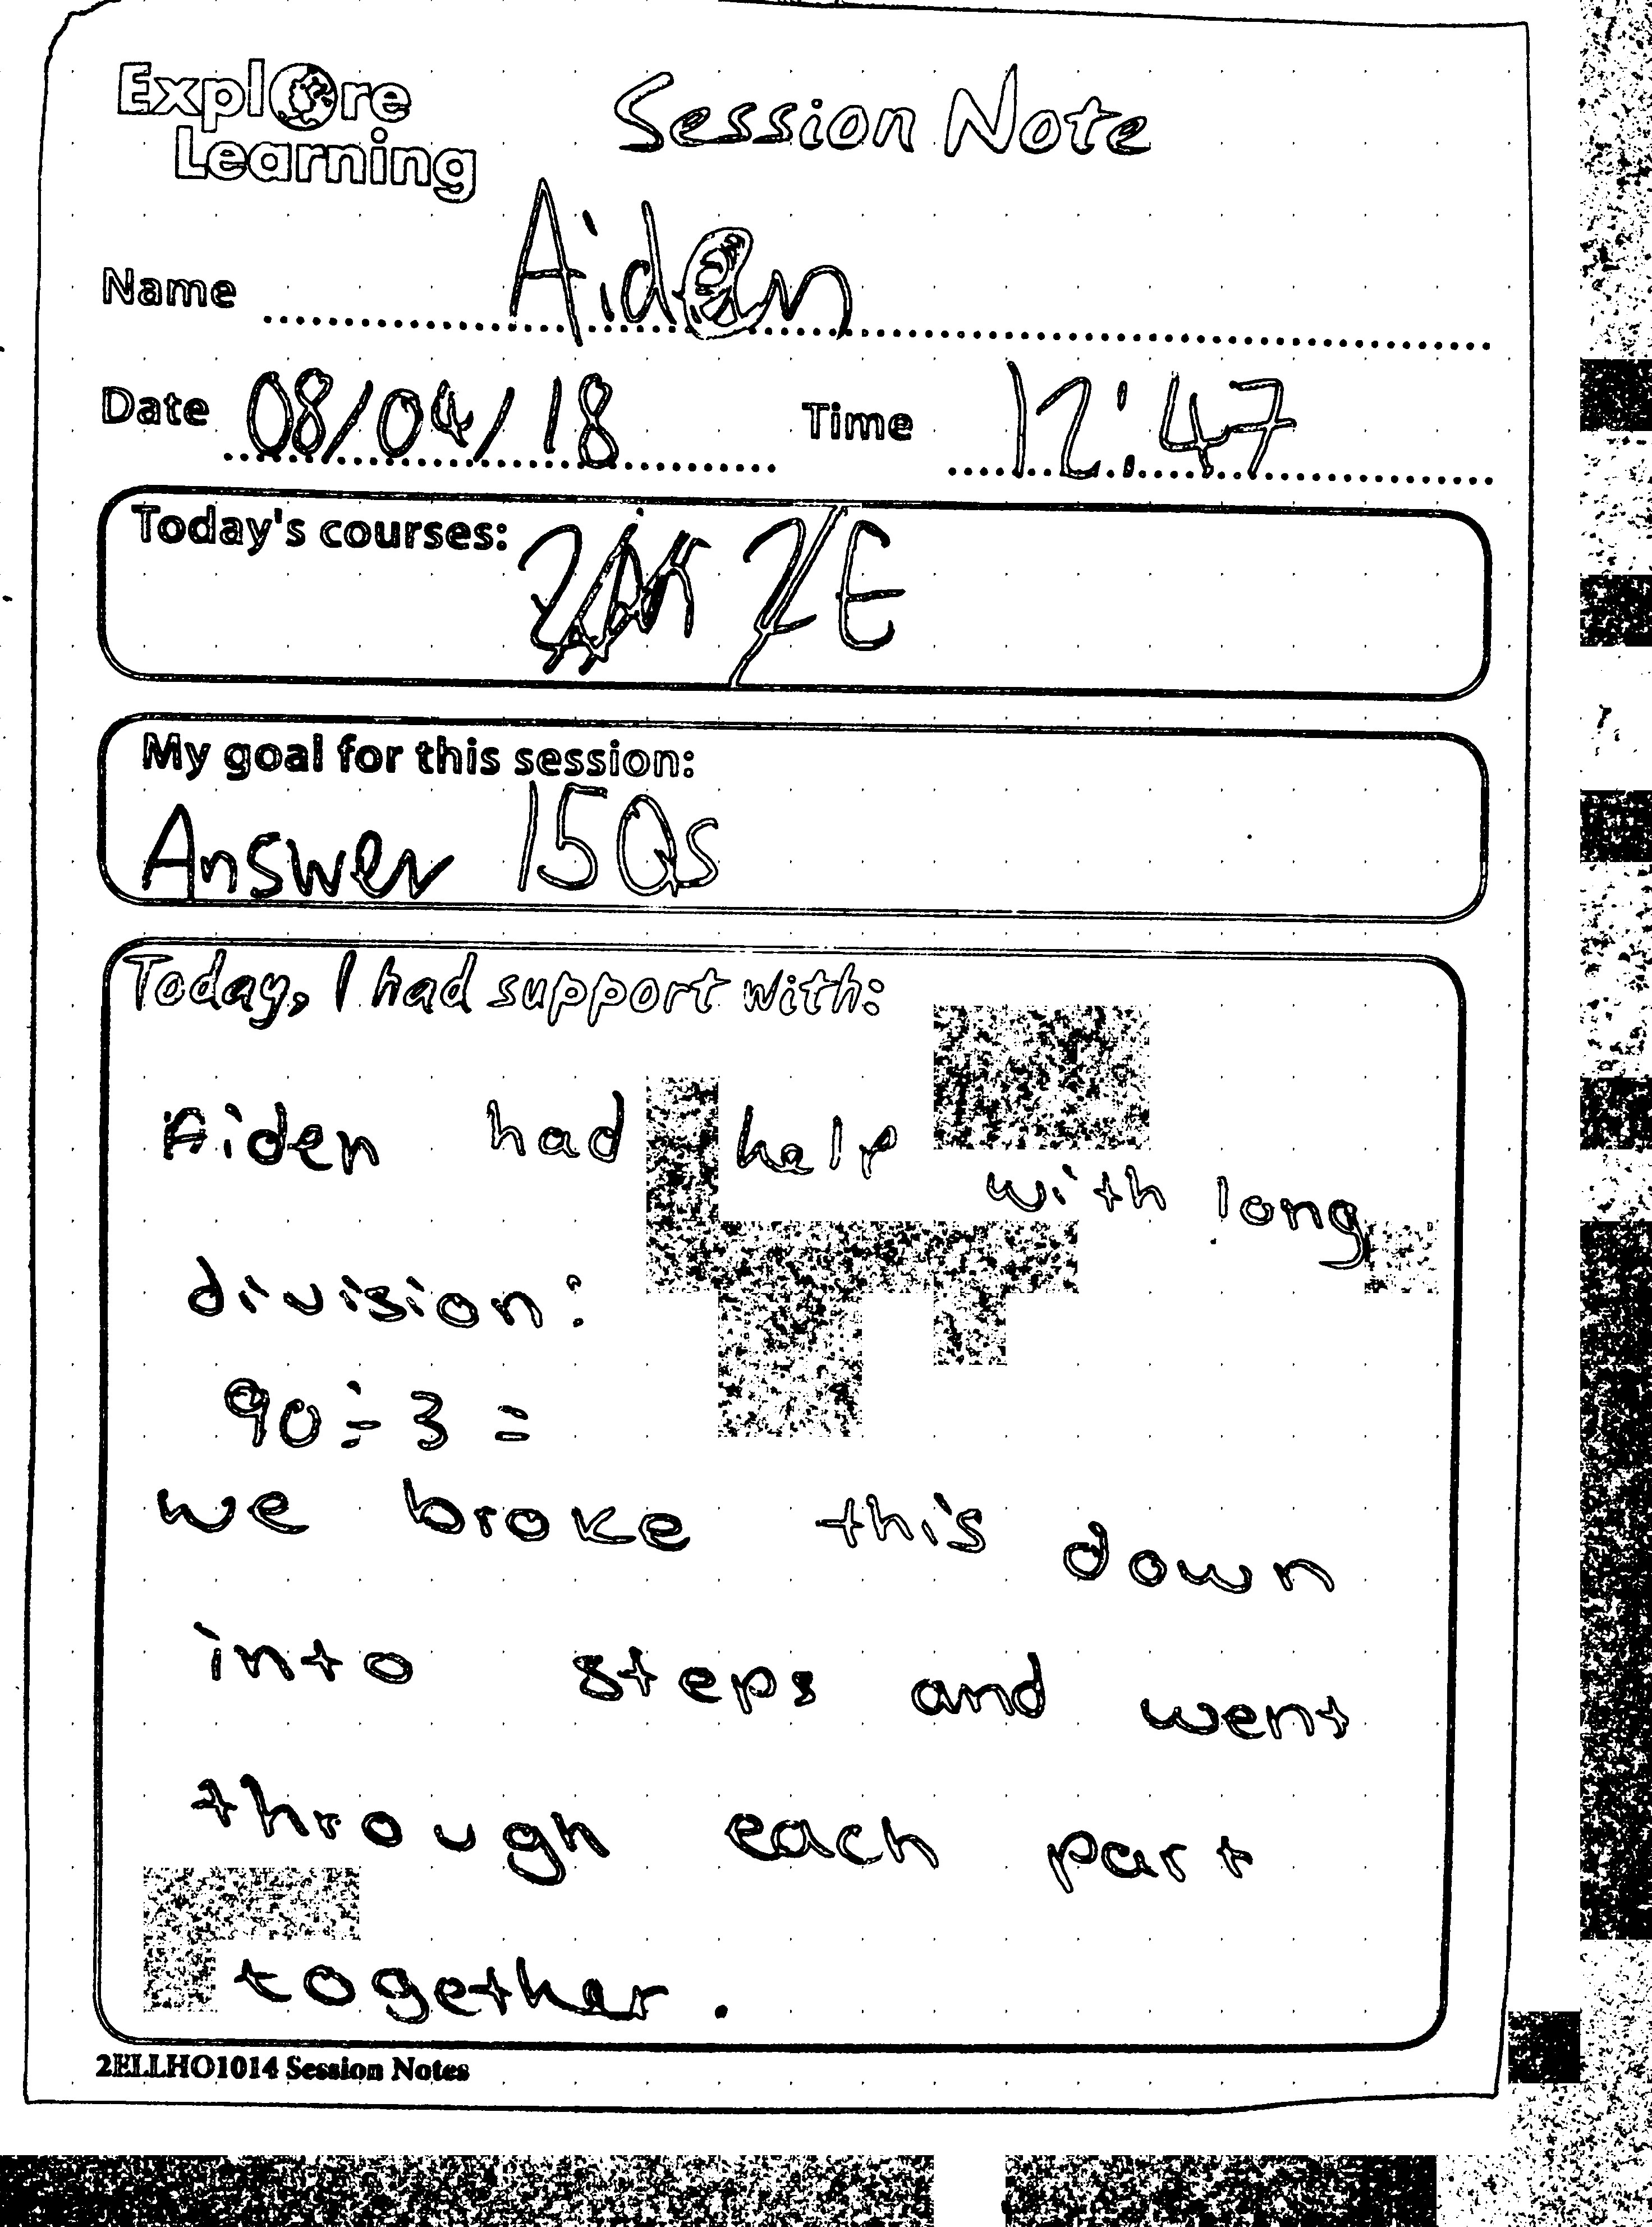 Explore
Learning
Session Note
Name Aiden
Date 08/04/18 Time 12:47
Today's courses: E
My goal for this session:
Answer 15Qs
Today, I had support with:
Aiden had help with long
division:
90÷3 =
we broke this down
into steps and went
through each part
together.
2ELLHO1014 Session Notes